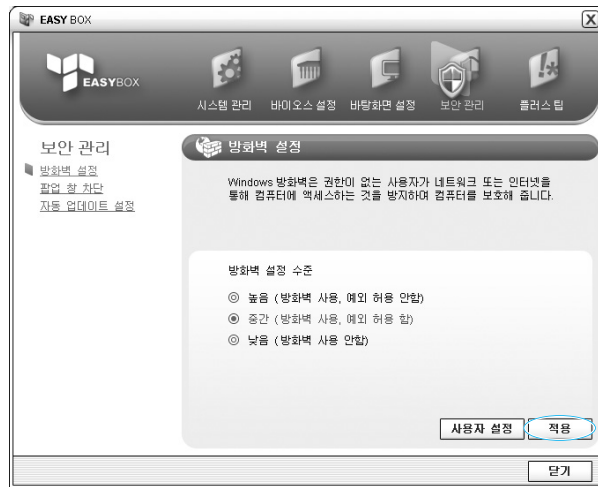 EASY BOX
EASYBOX
시스템 관리 바이오스 설정 바탕화면 설정 보안 관리 플러스 팁
보안 관리
방화벽 설정
팝업 창 차단
자동 업데이트 설정
방화벽 설정
Windows 방화벽은 권한이 없는 사용자가 네트워크 또는 인터넷을
통해 컴퓨터에 액세스하는 것을 방지하여 컴퓨터를 보호해 줍니다.
방화벽 설정 수준
높음 (방화벽 사용, 예외 허용 안함)
중간 (방화벽 사용, 예외 허용 함)
낮음 (방화벽 사용 안함)
사용자 설정 적용
닫기